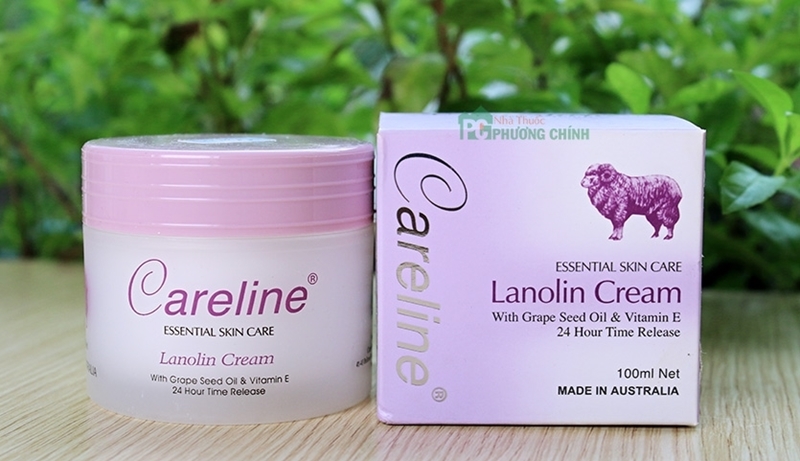 Careline®
ESSENTIAL SKIN CARE
Lanolin Cream
With Grape Seed Oil & Vitamin E
24 Hour Time Release
PC Nhà Thuốc
PHƯƠNG CHÍNH
Careline®
ESSENTIAL SKIN CARE
Lanolin Cream
With Grape Seed Oil & Vitamin E
24 Hour Time Release
100ml Net
MADE IN AUSTRALIA